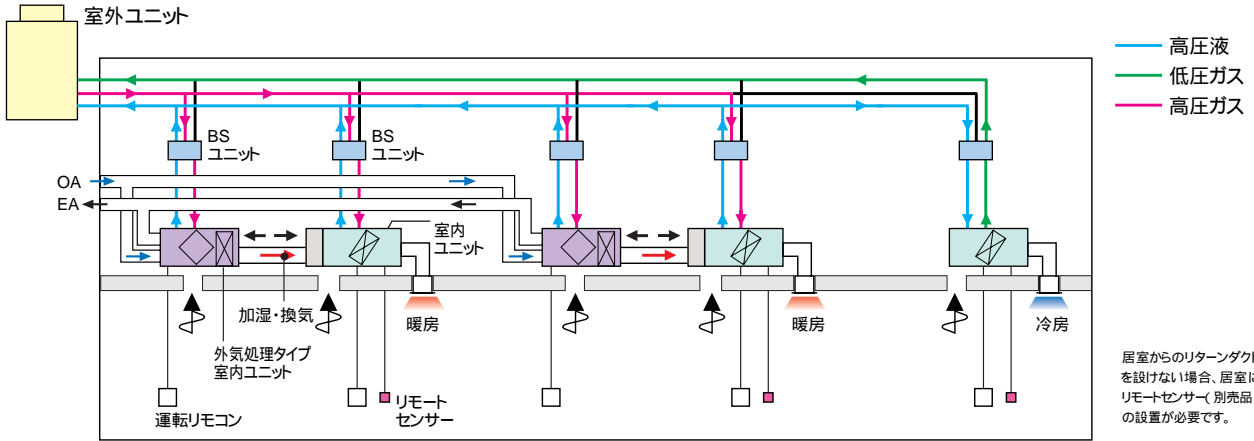 室外ユニット
高圧液
低圧ガス
高圧ガス
BS
ユニット
BS
ユニット
OA
EA
室内
ユニット
加湿・換気
暖房
暖房
冷房
外気処理タイプ
室内ユニット
運転リモコン
リモート
センサー
居室からのリターンダクト
を設けない場合、居室に
リモートセンサー(別売品
の設置が必要です。